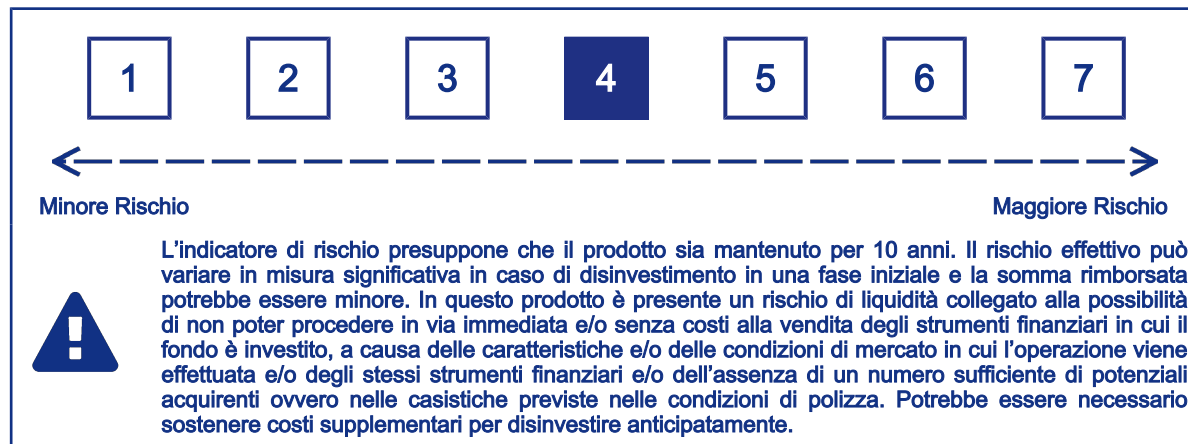 1 2 3 4 5 6 7
Minore Rischio Maggiore Rischio
L'indicatore di rischio presuppone che il prodotto sia mantenuto per 10 anni. Il rischio effettivo può
variare in misura significativa in caso di disinvestimento in una fase iniziale e la somma rimborsata
potrebbe essere minore. In questo prodotto è presente un rischio di liquidità collegato alla possibilità
di non poter procedere in via immediata e/o senza costi alla vendita degli strumenti finanziari in cui il
fondo è investito, a causa delle caratteristiche e/o delle condizioni di mercato in cui l'operazione viene
effettuata e/o degli stessi strumenti finanziari e/o dell'assenza di un numero sufficiente di potenziali
acquirenti ovvero nelle casistiche previste nelle condizioni di polizza. Potrebbe essere necessario
sostenere costi supplementari per disinvestire anticipatamente.